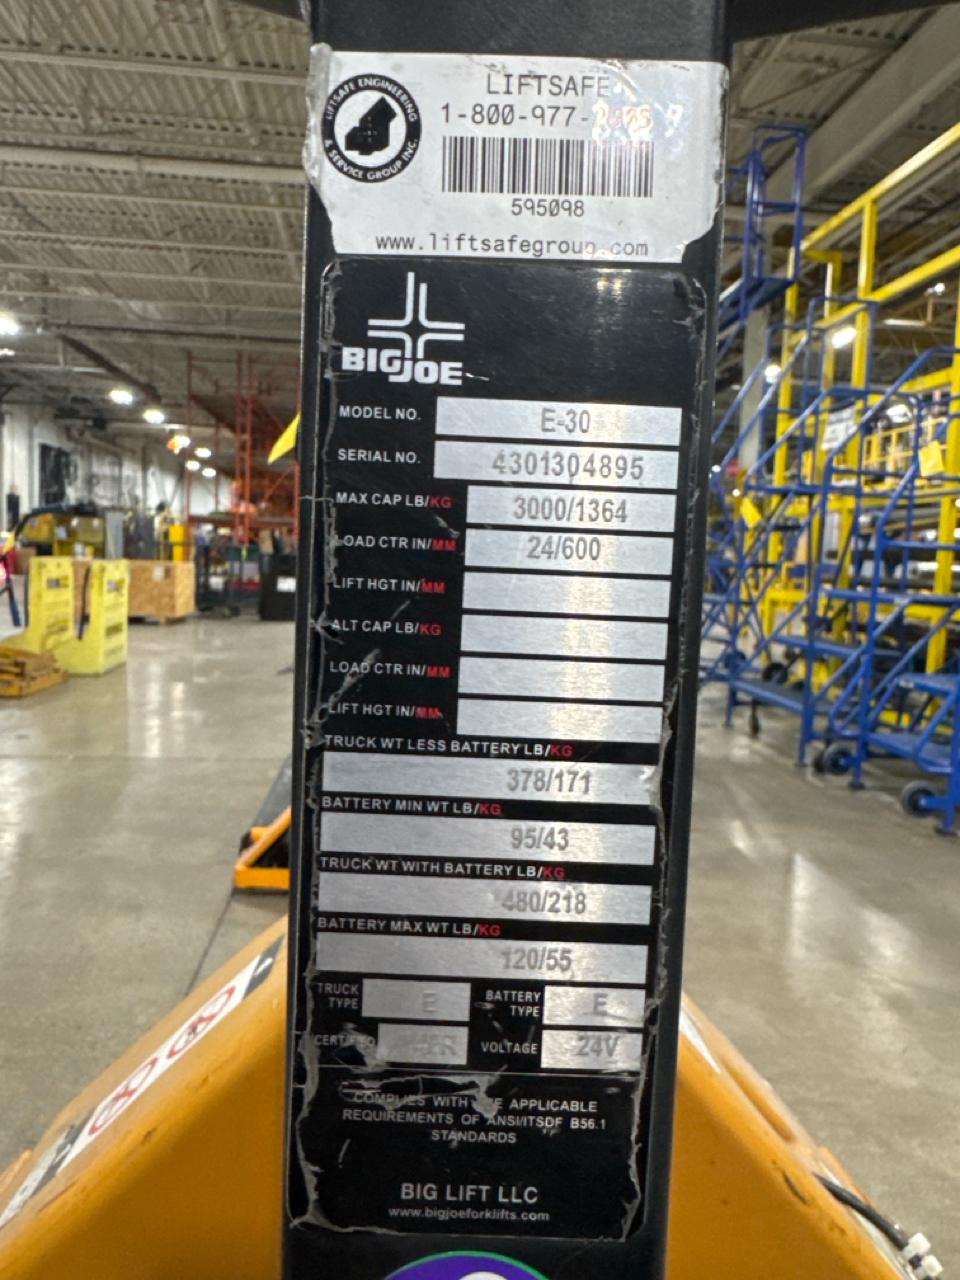 LIFTSAFE
LIFTSAFE ENGINEERING
& SERVICE GROUP INC.
1-800-977-
595098
www.liftsafegroup.com
BIG JOE
MODEL NO. E-30
SERIAL NO. 4301304895
MAX CAP LB/KG 3000/1364
LOAD CTR IN/MM 24/600
LIFT HGT IN/MM
ALT CAP LB/KG
LOAD CTR IN/MM
LIFT HGT IN/MM
TRUCK WT LESS BATTERY LB/KG
378/171
BATTERY MIN WT LB/KG
95/43
TRUCK WT WITH BATTERY LB/KG
480/218
BATTERY MAX WT LB/KG
120/55
TRUCK TYPE E BATTERY TYPE E
CERTIFIED VOLTAGE 24V
COMPLIES WITH THE APPLICABLE
REQUIREMENTS OF ANSI/ITSDF B56.1
STANDARDS
BIG LIFT LLC
www.bigjoeforklifts.com